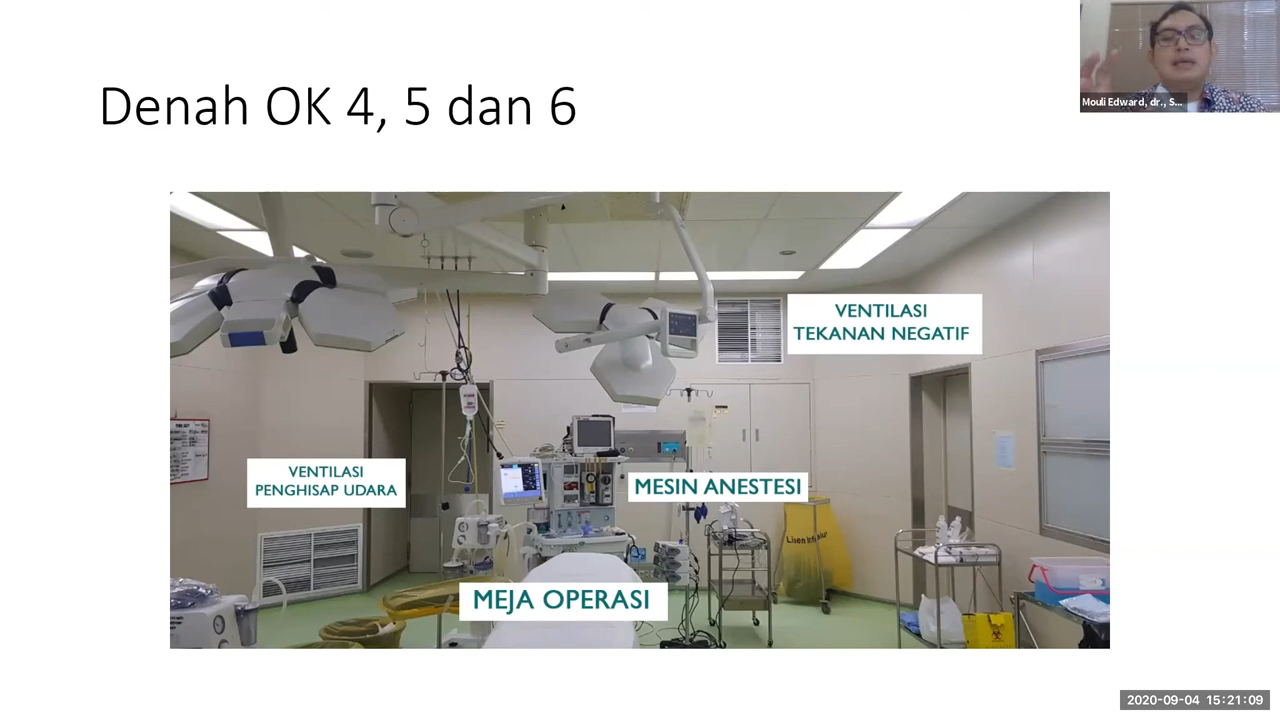 Denah OK 4, 5 dan 6
Mouli Edward, dr., S...
VENTILASI
TEKANAN NEGATIF
VENTILASI
PENGHISAP UDARA
MESIN ANESTESI
MEJA OPERASI
2020-09-04 15:21:09